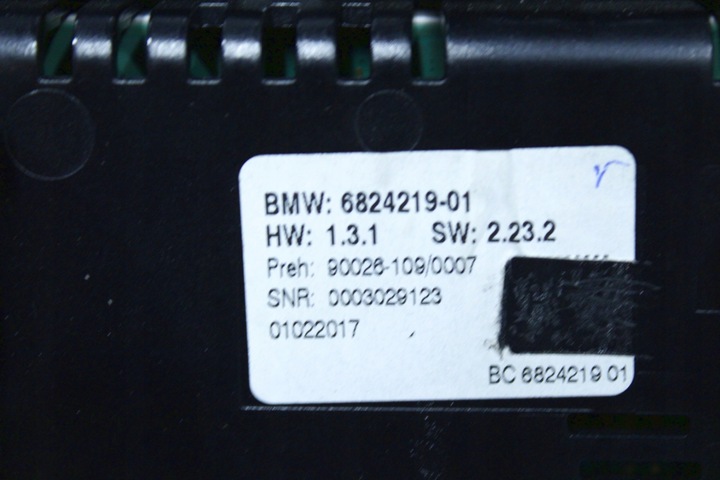 BMW: 6824219-01
HW: 1.3.1 SW: 2.23.2
Preh: 90026-109/0007
SNR: 0003029123
01022017
BC 6824219 01